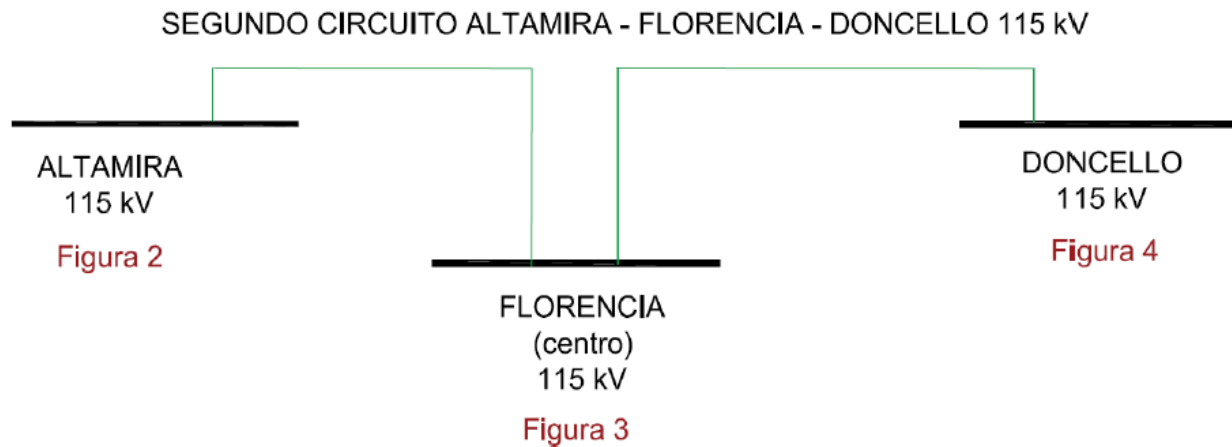 SEGUNDO CIRCUITO ALTAMIRA - FLORENCIA - DONCELLO 115 kV
ALTAMIRA
115 kV
Figura 2
DONCELLO
115 kV
Figura 4
FLORENCIA
(centro)
115 kV
Figura 3